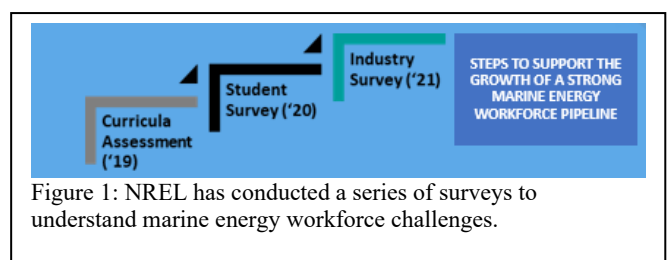 Curricula
Assessment
('19)
Student
Survey ('20)
Industry
Survey ('21)
STEPS TO SUPPORT THE
GROWTH OF A STRONG
MARINE ENERGY
WORKFORCE PIPELINE
Figure 1: NREL has conducted a series of surveys to
understand marine energy workforce challenges.